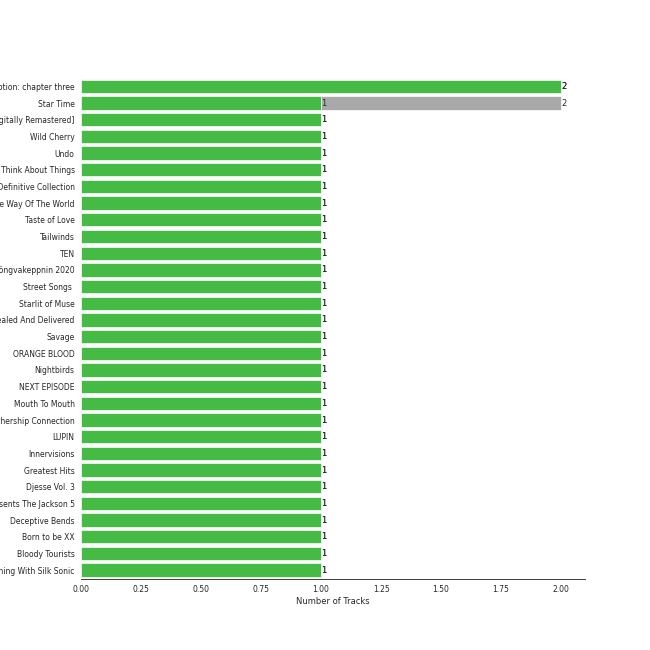 ption: chapter three 2
Star Time 1 2
gitally Remastered] 1
Wild Cherry 1
Undo 1
Think About Things 1
Definitive Collection 1
e Way Of The World 1
Taste of Love 1
Tailwinds 1
TEN 1
öngvakeppnin 2020 1
Street Songs 1
Starlit of Muse 1
ealed And Delivered 1
Savage 1
ORANGE BLOOD 1
Nightbirds 1
NEXT EPISODE 1
Mouth To Mouth 1
thership Connection 1
LUPIN 1
Innervisions 1
Greatest Hits 1
Djesse Vol. 3 1
sents The Jackson 5 1
Deceptive Bends 1
Born to be XX 1
Bloody Tourists 1
ning With Silk Sonic 1
0.00 0.25 0.50 0.75 1.00 1.25 1.50 1.75 2.00
Number of Tracks